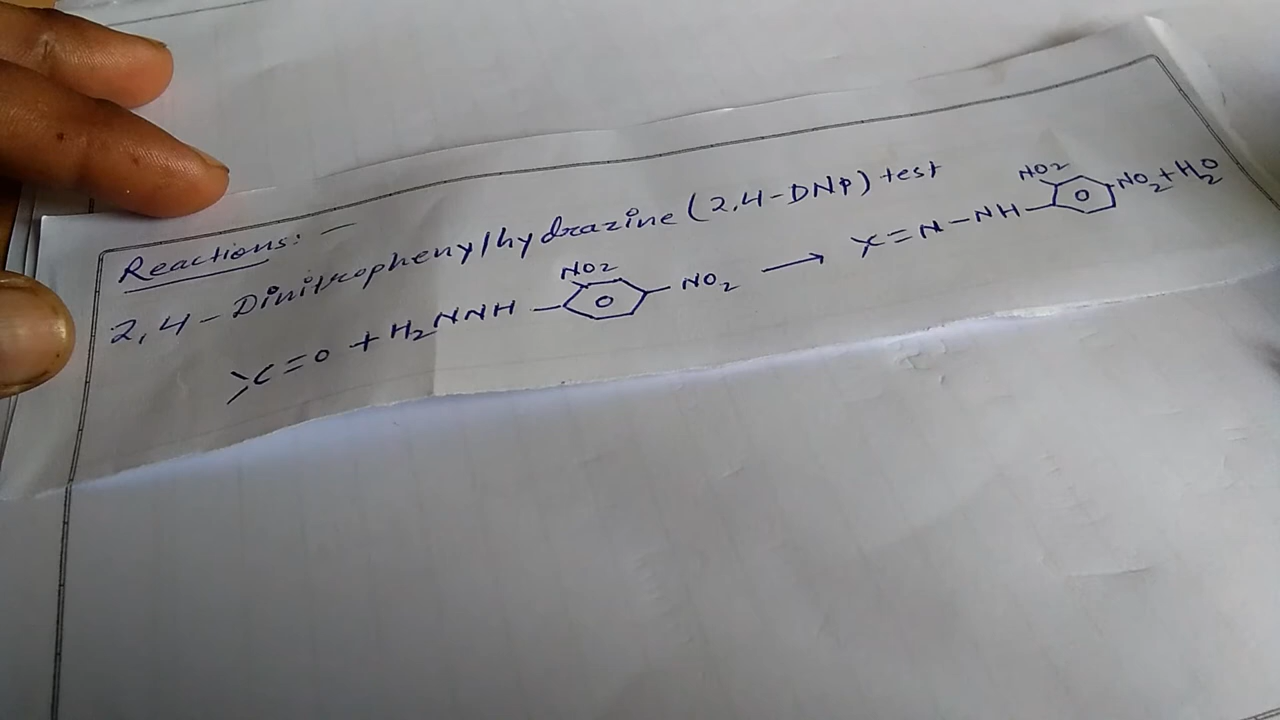 Reactions:-
2,4-Dinitrophenylhydrazine (2,4-DNP) test
>C=O + H₂NNH-⌬(NO₂)-NO₂ ⟶ >C=N-NH-⌬(NO₂)-NO₂+H₂O